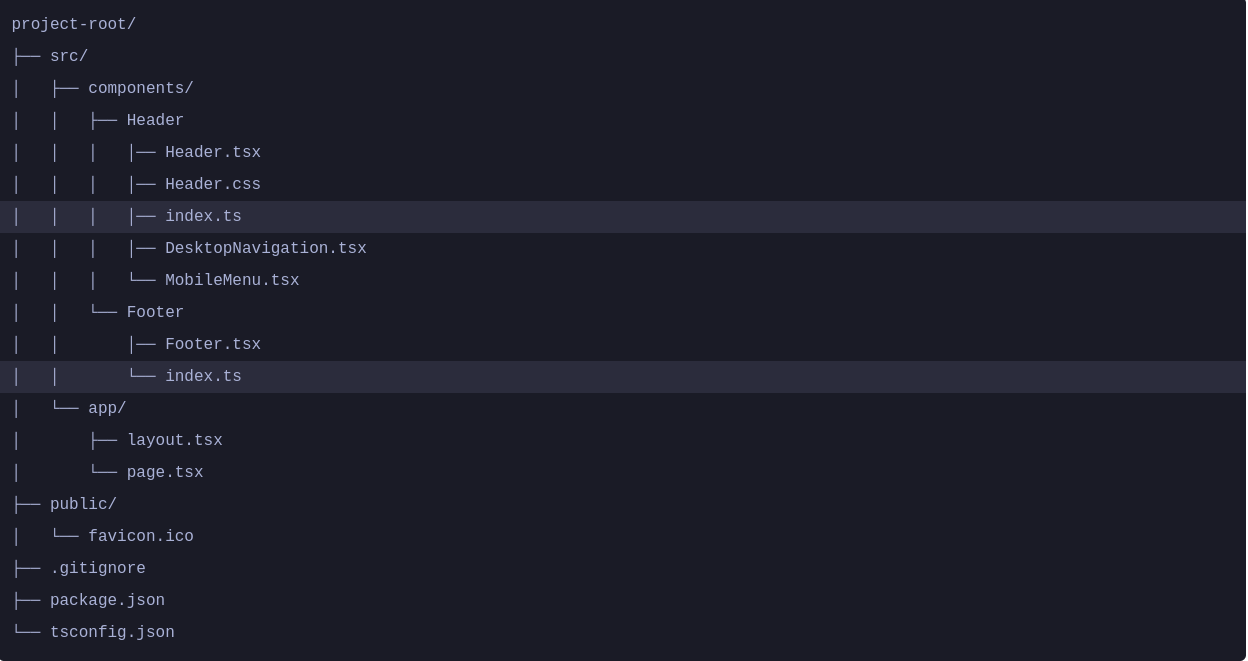 project-root/
├── src/
│   ├── components/
│   │   ├── Header
│   │   │   │── Header.tsx
│   │   │   │── Header.css
│   │   │   │── index.ts
│   │   │   │── DesktopNavigation.tsx
│   │   │   └── MobileMenu.tsx
│   │   └── Footer
│   │       │── Footer.tsx
│   │       └── index.ts
│   └── app/
│       ├── layout.tsx
│       └── page.tsx
├── public/
│   └── favicon.ico
├── .gitignore
├── package.json
└── tsconfig.json